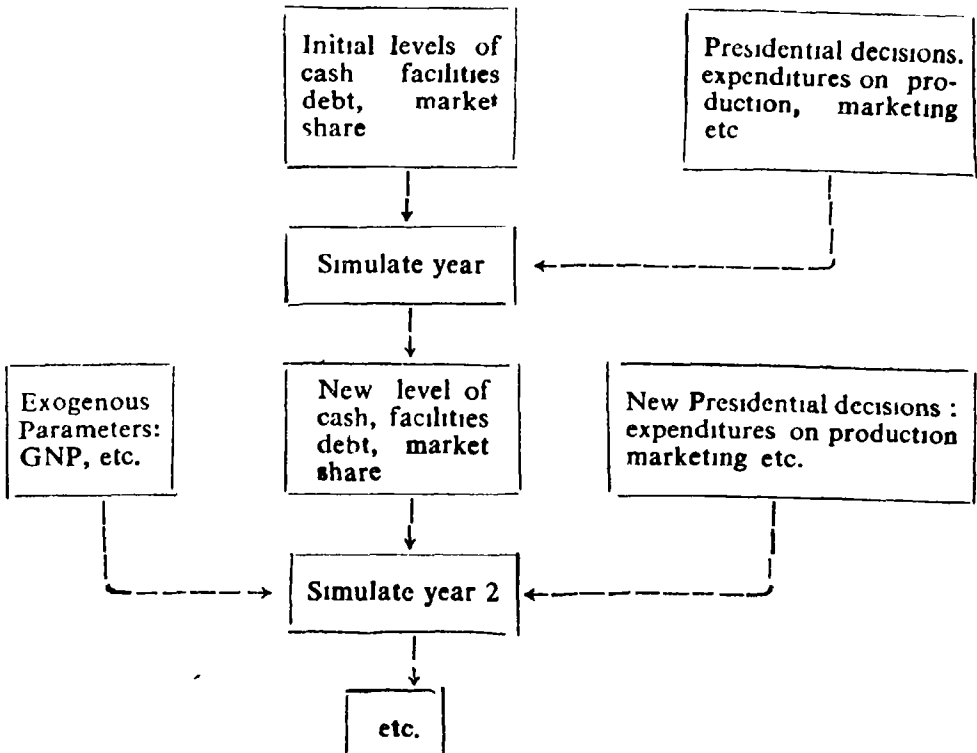 Initial levels of
cash facilities
debt, market
share
Presidential decisions.
expenditures on pro-
duction, marketing
etc
Simulate year
Exogenous
Parameters:
GNP, etc.
New level of
cash, facilities
debt, market
share
New Presidential decisions :
expenditures on production
marketing etc.
Simulate year 2
etc.